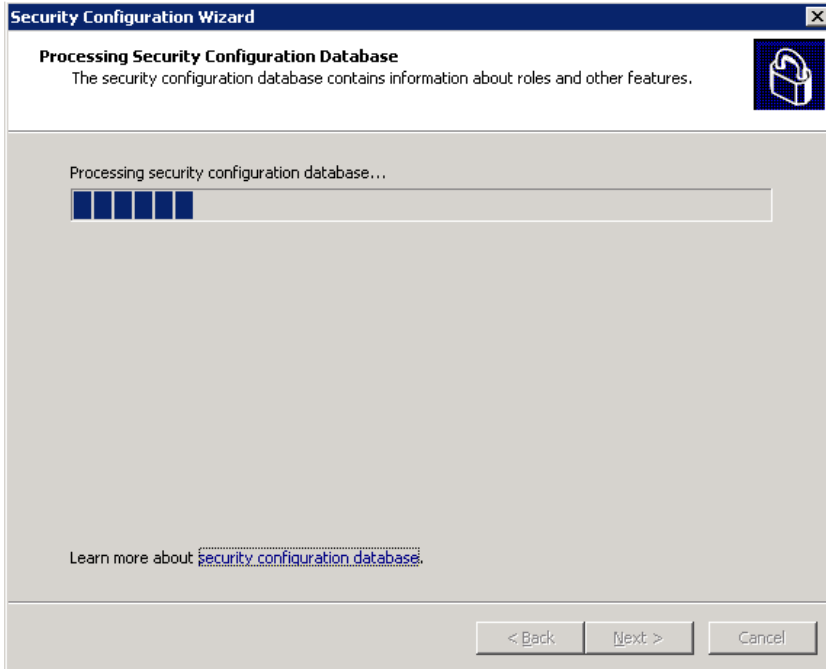 Security Configuration Wizard
Processing Security Configuration Database
The security configuration database contains information about roles and other features.
Processing security configuration database...
Learn more about security configuration database.
< Back Next > Cancel